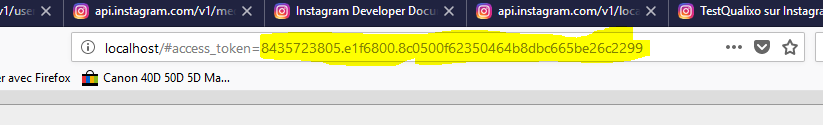 v1/user
api.instagram.com/v1/me
Instagram Developer Docu
api.instagram.com/v1/loca
TestQualixo sur Instagra
localhost/#access_token=8435723805.e1f6800.8c0500f62350464b8dbc665be26c2299
er avec Firefox
Canon 40D 50D 5D Ma...